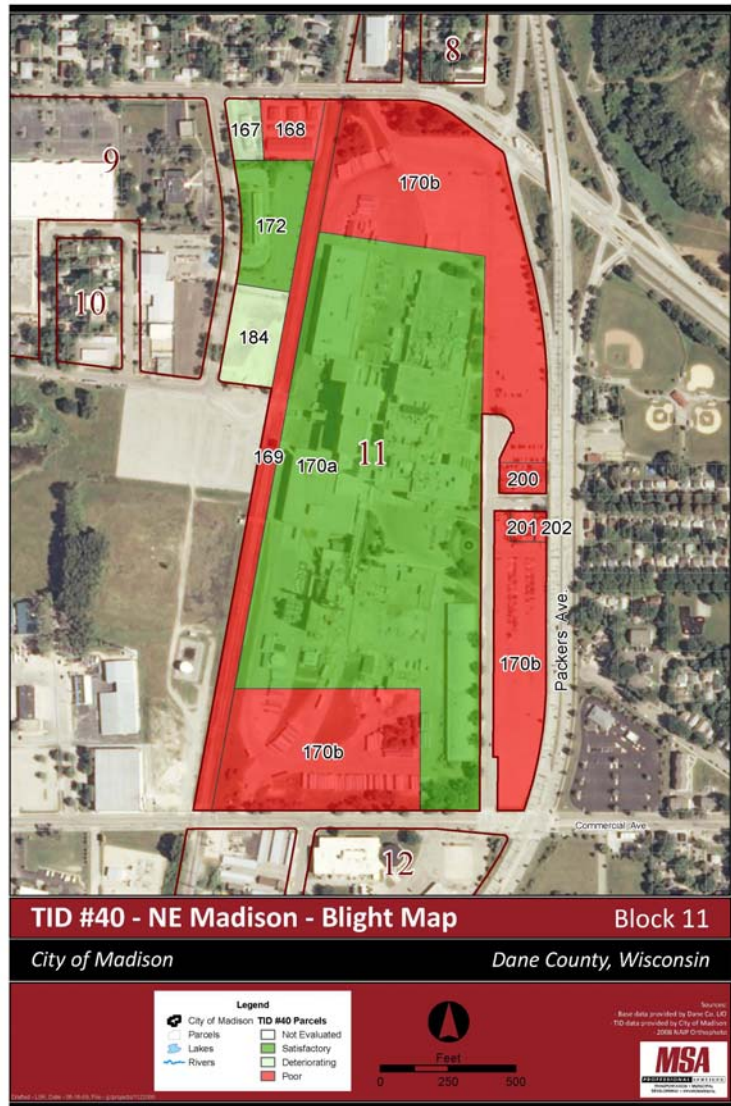 8
167
168
9
170b
172
10
184
169
170a
11
200
201 202
170b
Packers' Ave.
170b
Commercial Ave
12
TID #40 - NE Madison - Blight Map
Block 11
City of Madison
Dane County, Wisconsin
Legend
City of Madison
Parcels
Lakes
Rivers
TID #40 Parcels
Not Evaluated
Satisfactory
Deteriorating
Poor
Feet
0 250 500
Sources:
- Base data provided by Dane Co. LIO
- TID data provided by City of Madison
- 2008 NAIP Orthophoto
MSA
PROFESSIONAL SERVICES